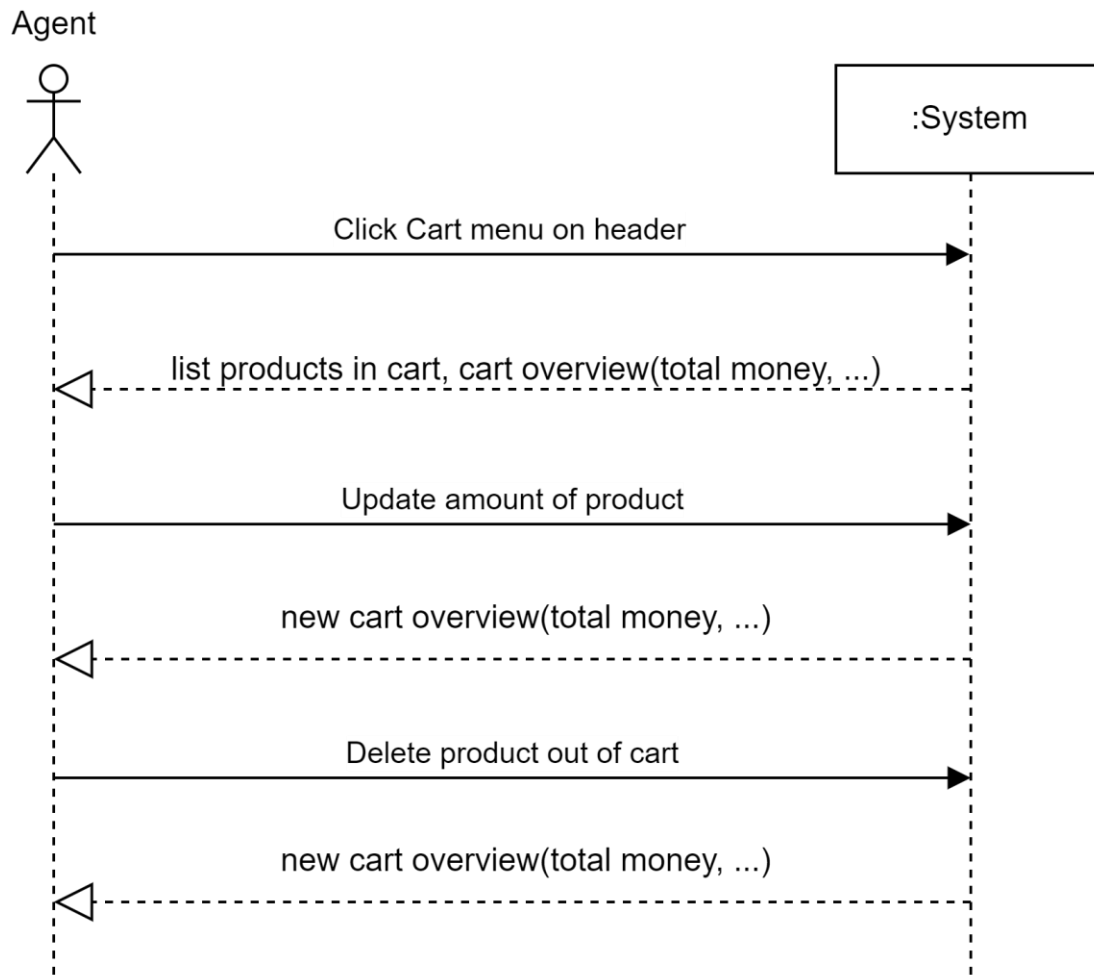 Agent
:System
Click Cart menu on header
list products in cart, cart overview(total money, ...)
Update amount of product
new cart overview(total money, ...)
Delete product out of cart
new cart overview(total money, ...)